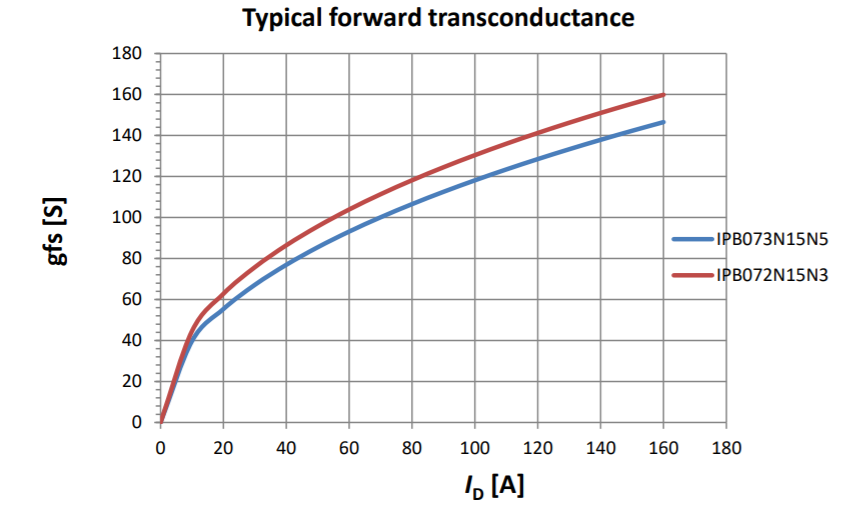 Typical forward transconductance
180
160
140
120
100
80
60
40
20
0
gfs [S]
0 20 40 60 80 100 120 140 160 180
ID [A]
IPB073N15N5
IPB072N15N3